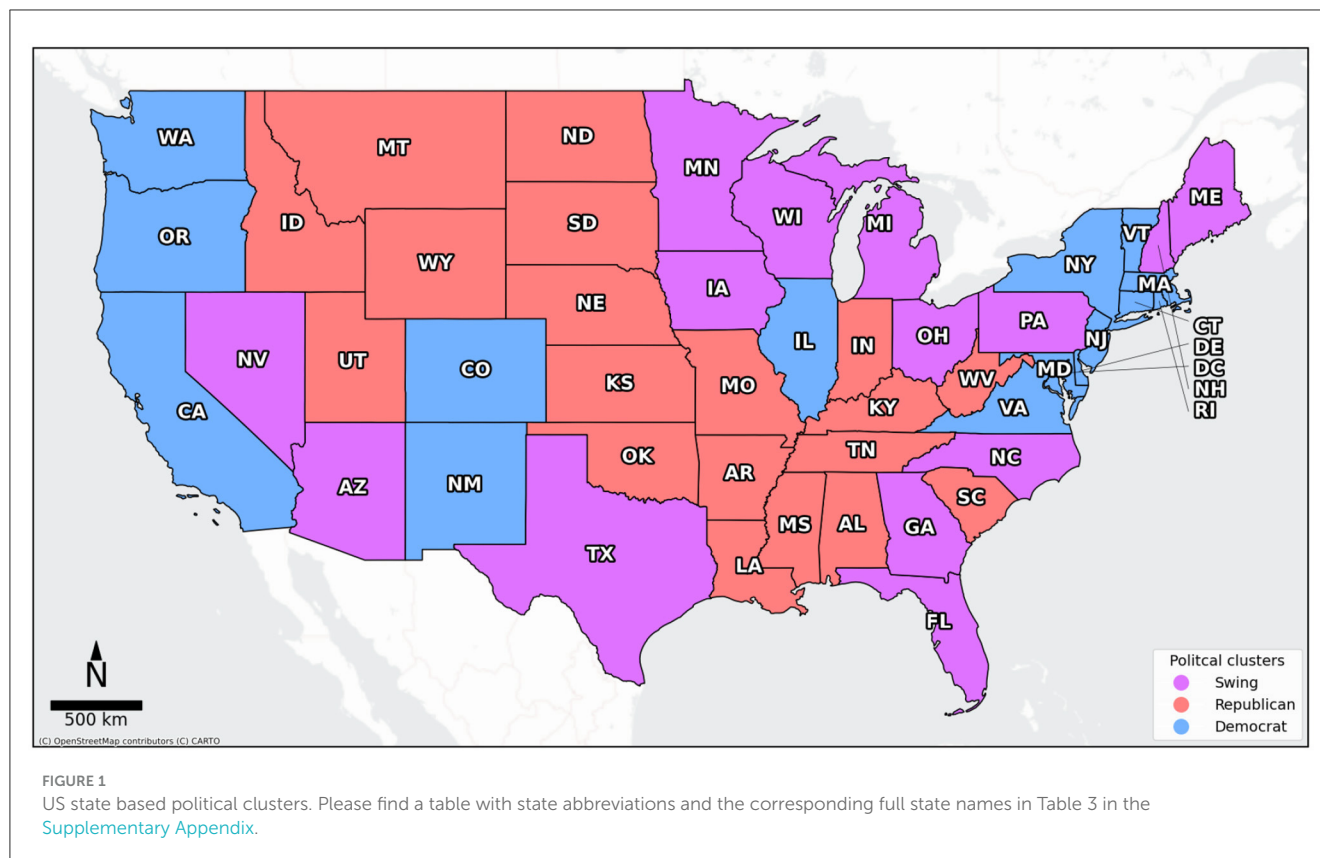 WA
MT
ND
MN
ME
OR
ID
SD
WI
MI
VT
WY
NY
MA
NE
IA
PA
CT
NV
UT
CO
IL
IN
OH
NJ
DE
KS
MO
WV
MD
DC
CA
KY
VA
NH
RI
AZ
NM
OK
AR
TN
NC
SC
TX
MS
AL
GA
LA
FL
N
500 km
Politcal clusters
Swing
Republican
Democrat
(C) OpenStreetMap contributors (C) CARTO
FIGURE 1
US state based political clusters. Please find a table with state abbreviations and the corresponding full state names in Table 3 in the
Supplementary Appendix.